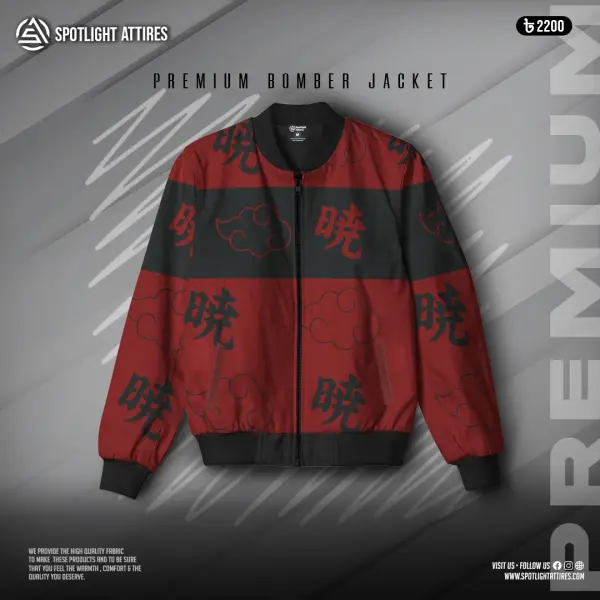 SPOTLIGHT ATTIRES
৳ 2200
PREMIUM BOMBER JACKET
暁
暁
暁
暁
暁
暁
暁
暁
PREMIUM
WE PROVIDE THE HIGH QUALITY FABRIC
TO MAKE THESE PRODUCTS AND TO BE SURE
THAT YOU FEEL THE WARMTH , COMFORT & THE
QUALITY YOU DESERVE.
VISIT US • FOLLOW US
WWW.SPOTLIGHTATTIRES.COM